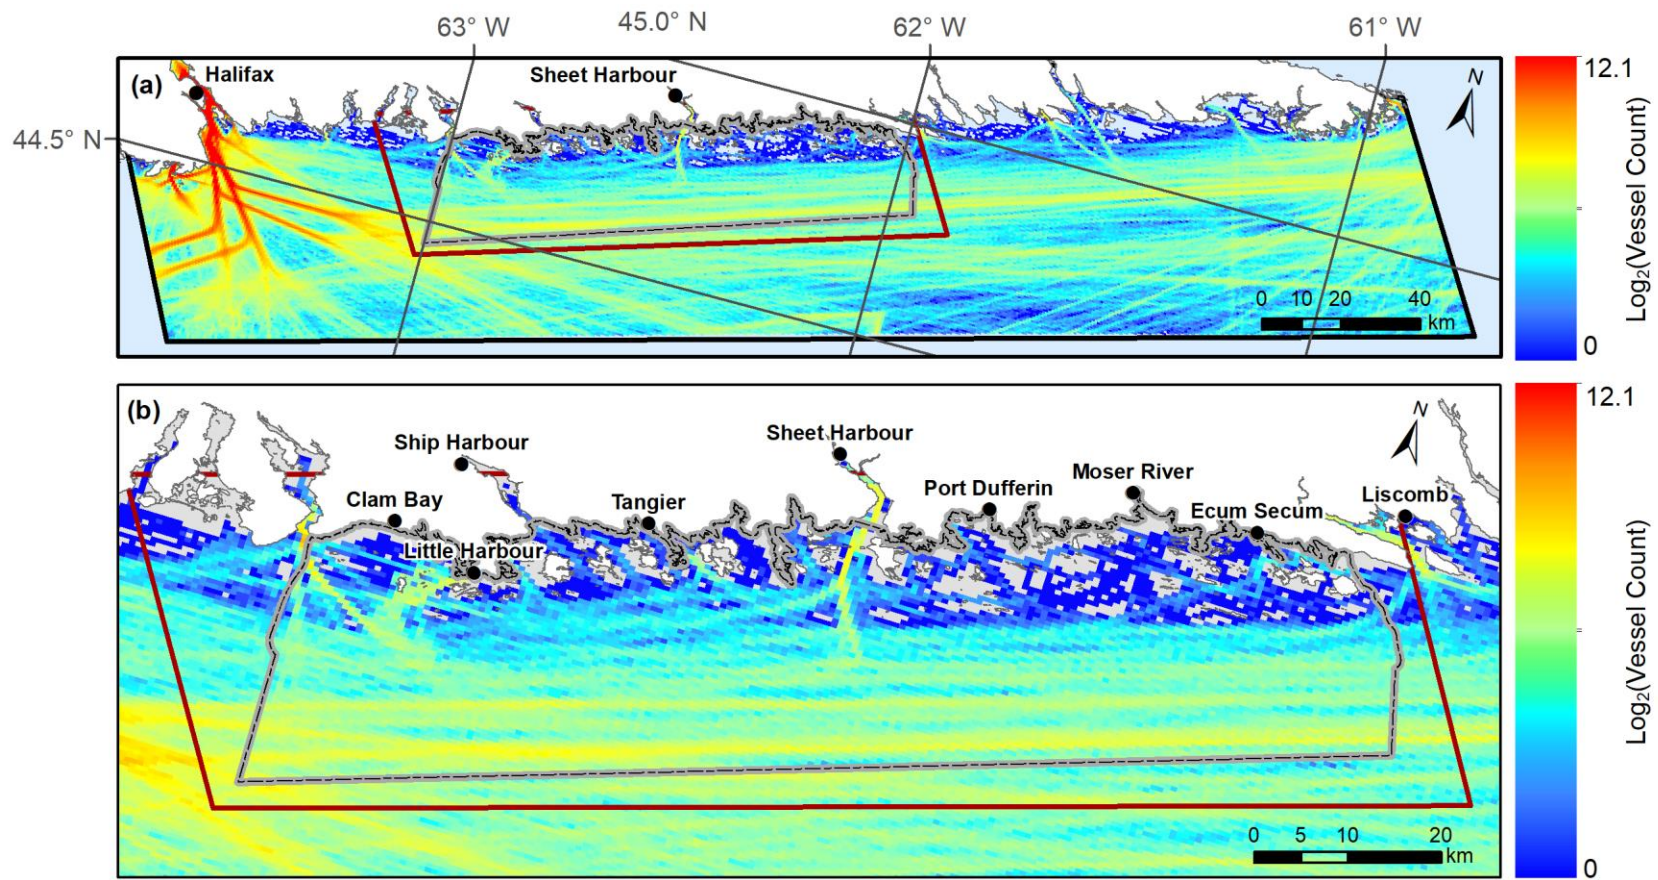 63° W
45.0° N
62° W
61° W
(a)
Halifax
Sheet Harbour
N
12.1
44.5° N
Log₂(Vessel Count)
0 10 20 40
km
0
(b)
Ship Harbour
Sheet Harbour
N
12.1
Clam Bay
Tangier
Port Dufferin
Moser River
Ecum Secum
Liscomb
Little Harbour
Log₂(Vessel Count)
0 5 10 20
km
0